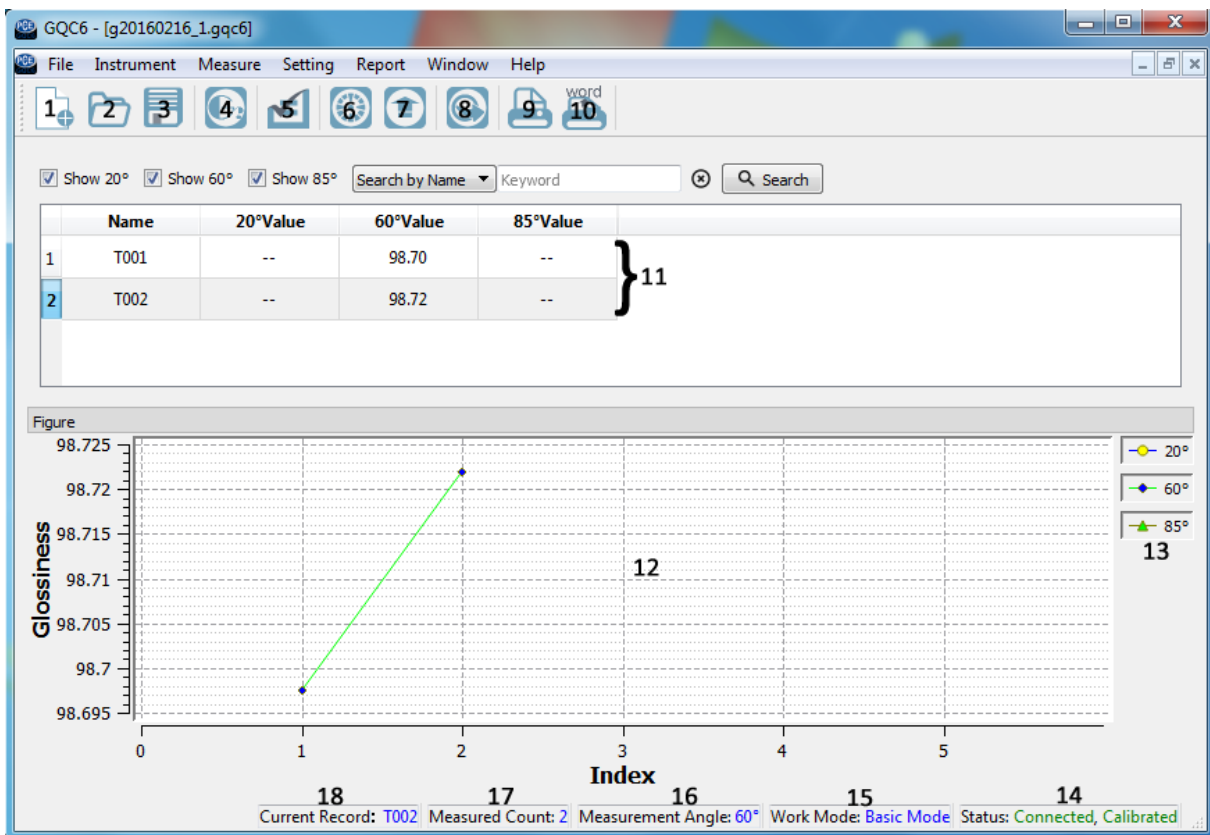 PCE GQC6 - [g20160216_1.gqc6]
PCE File Instrument Measure Setting Report Window Help
word
1 2 3 4 5 6 7 8 9 10
Show 20° Show 60° Show 85° Search by Name Keyword Search
Name 20°Value 60°Value 85°Value
1 T001 -- 98.70 --
11
2 T002 -- 98.72 --
Figure
98.725
98.72
98.715
98.71
98.705
98.7
98.695
Glossiness
12
20°
60°
85°
13
0 1 2 3 4 5
Index
18 17 16 15 14
Current Record: T002 Measured Count: 2 Measurement Angle: 60° Work Mode: Basic Mode Status: Connected, Calibrated